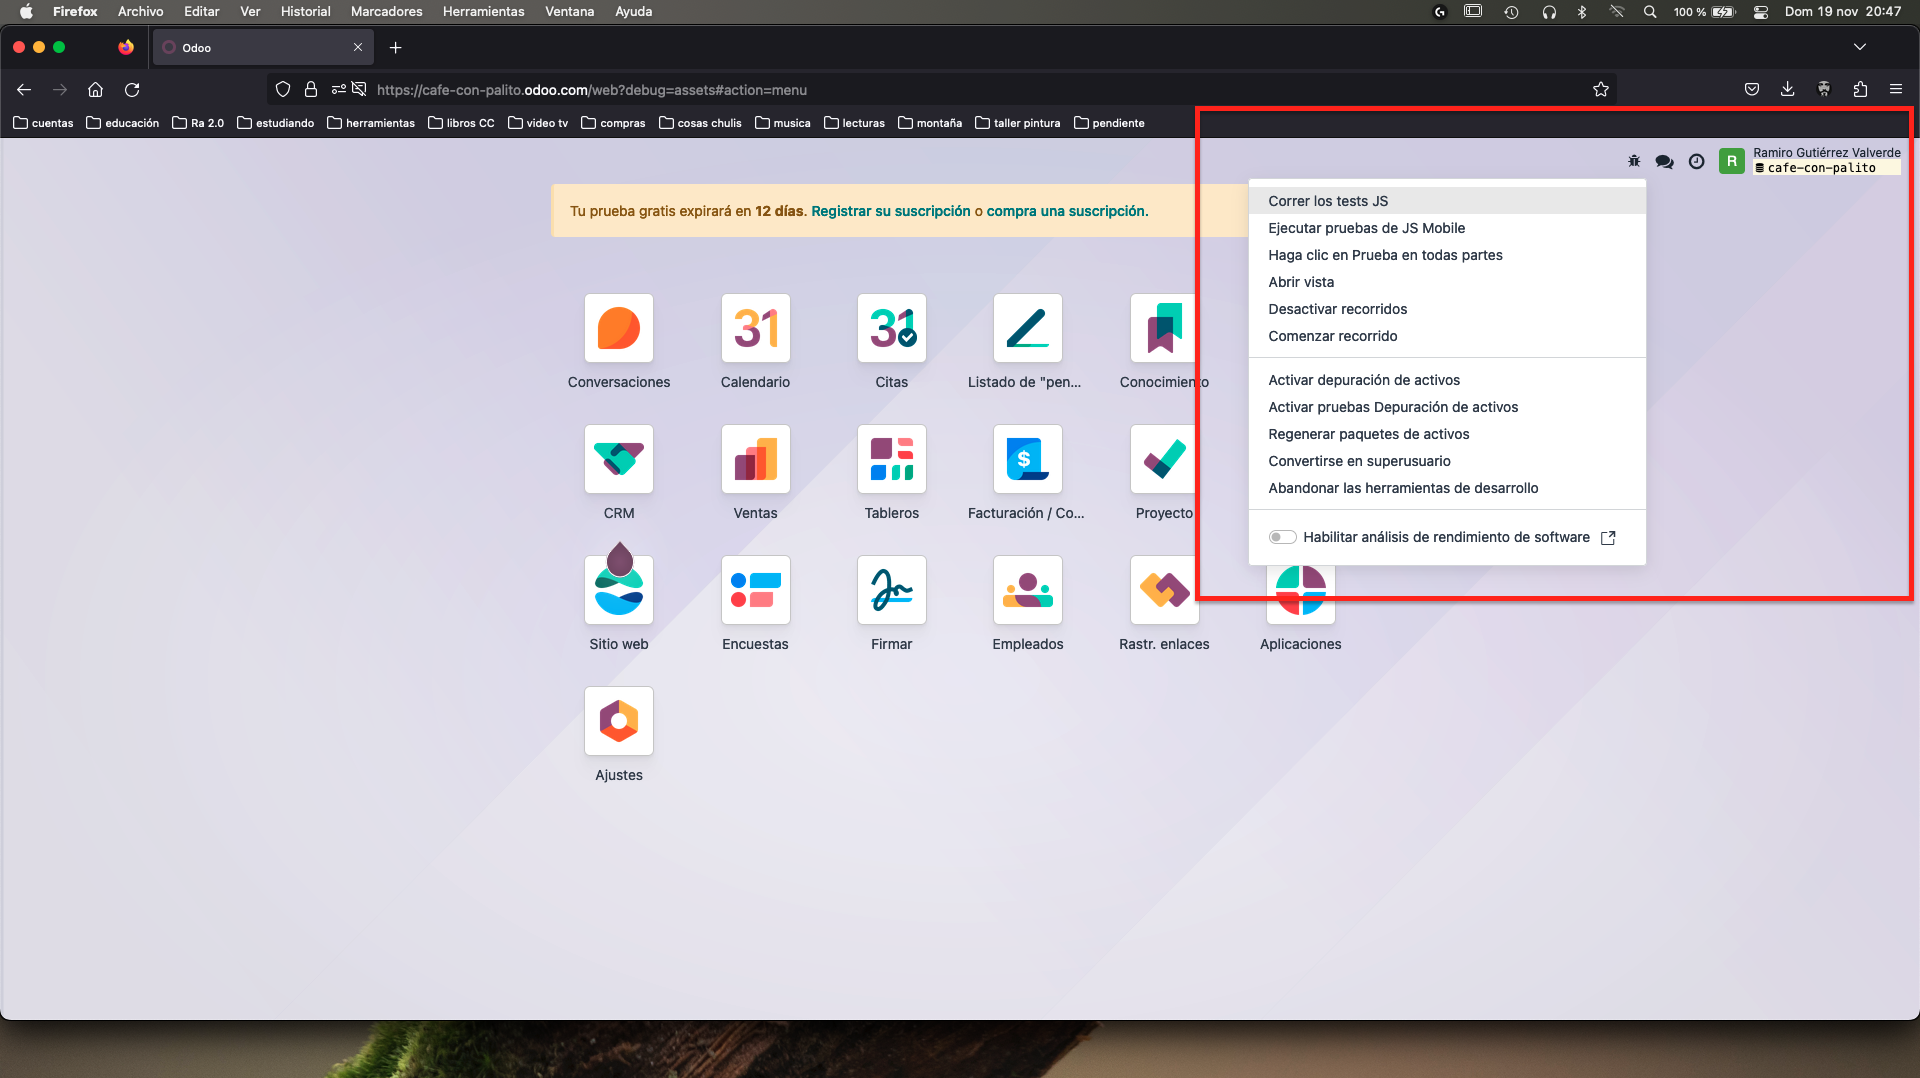 Firefox Archivo Editar Ver Historial Marcadores Herramientas Ventana Ayuda 100 % Dom 19 nov 20:47
Odoo
https://cafe-con-palito.odoo.com/web?debug=assets#action=menu
cuentas educación Ra 2.0 estudiando herramientas libros CC video tv compras cosas chulis musica lecturas montaña taller pintura pendiente
R Ramiro Gutiérrez Valverde
cafe-con-palito
Tu prueba gratis expirará en 12 días. Registrar su suscripción o compra una suscripción.
Correr los tests JS
Ejecutar pruebas de JS Mobile
Haga clic en Prueba en todas partes
Abrir vista
Desactivar recorridos
Comenzar recorrido
Activar depuración de activos
Activar pruebas Depuración de activos
Regenerar paquetes de activos
Convertirse en superusuario
Abandonar las herramientas de desarrollo
Habilitar análisis de rendimiento de software
31 31
Conversaciones Calendario Citas Listado de "pen... Conocimiento
$
CRM Ventas Tableros Facturación / Co... Proyecto
Sitio web Encuestas Firmar Empleados Rastr. enlaces Aplicaciones
Ajustes